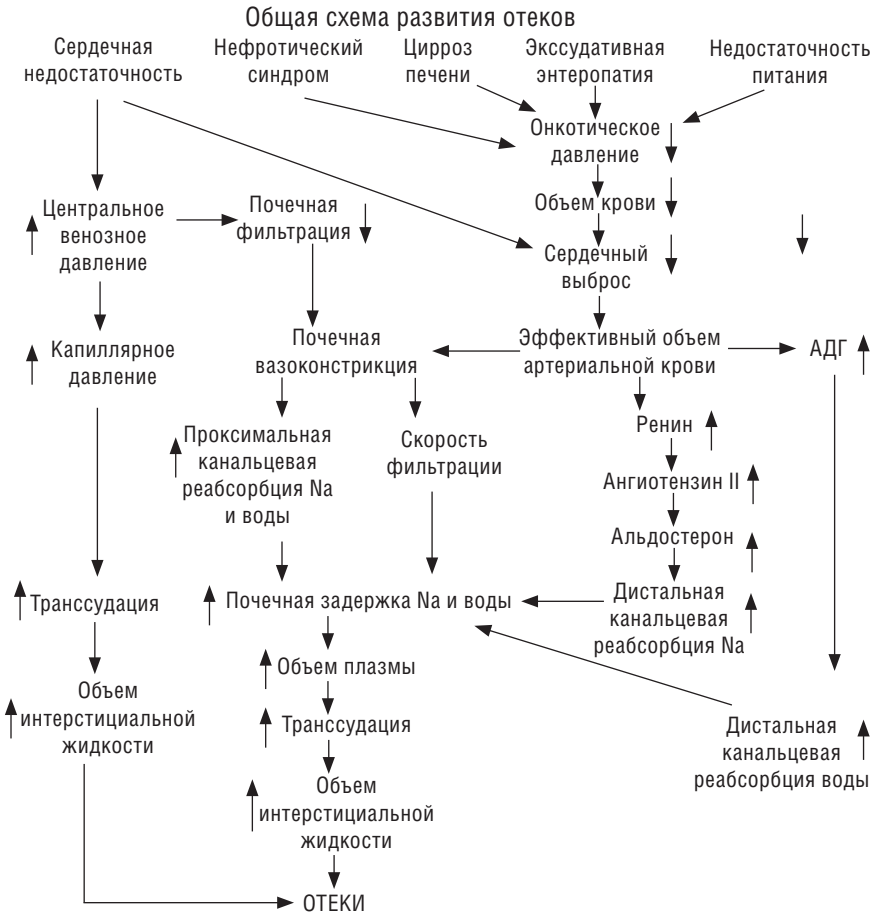 Общая схема развития отеков
Сердечная
недостаточность
Нефротический
синдром
Цирроз
печени
Экссудативная
энтеропатия
Недостаточность
питания
Онкотическое
давление
Объем крови
Сердечный
выброс
Центральное
венозное
давление
Почечная
фильтрация
Капиллярное
давление
Почечная
вазоконстрикция
Эффективный объем
артериальной крови
АДГ
Проксимальная
канальцевая
реабсорбция Na
и воды
Скорость
фильтрации
Ренин
Ангиотензин II
Альдостерон
Транссудация
Почечная задержка Na и воды
Дистальная
канальцевая
реабсорбция Na
Объем
интерстициальной
жидкости
Объем плазмы
Транссудация
Дистальная
канальцевая
реабсорбция воды
Объем
интерстициальной
жидкости
ОТЕКИ